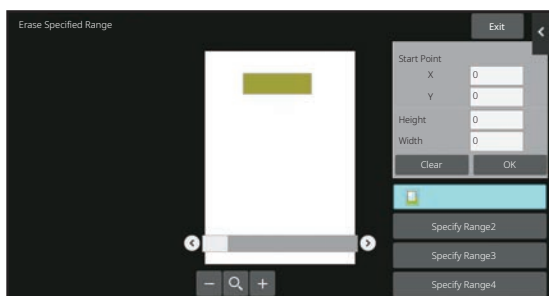 Erase Specified Range
Exit
Start Point
X 0
Y 0
Height 0
Width 0
Clear OK
Specify Range2
Specify Range3
Specify Range4